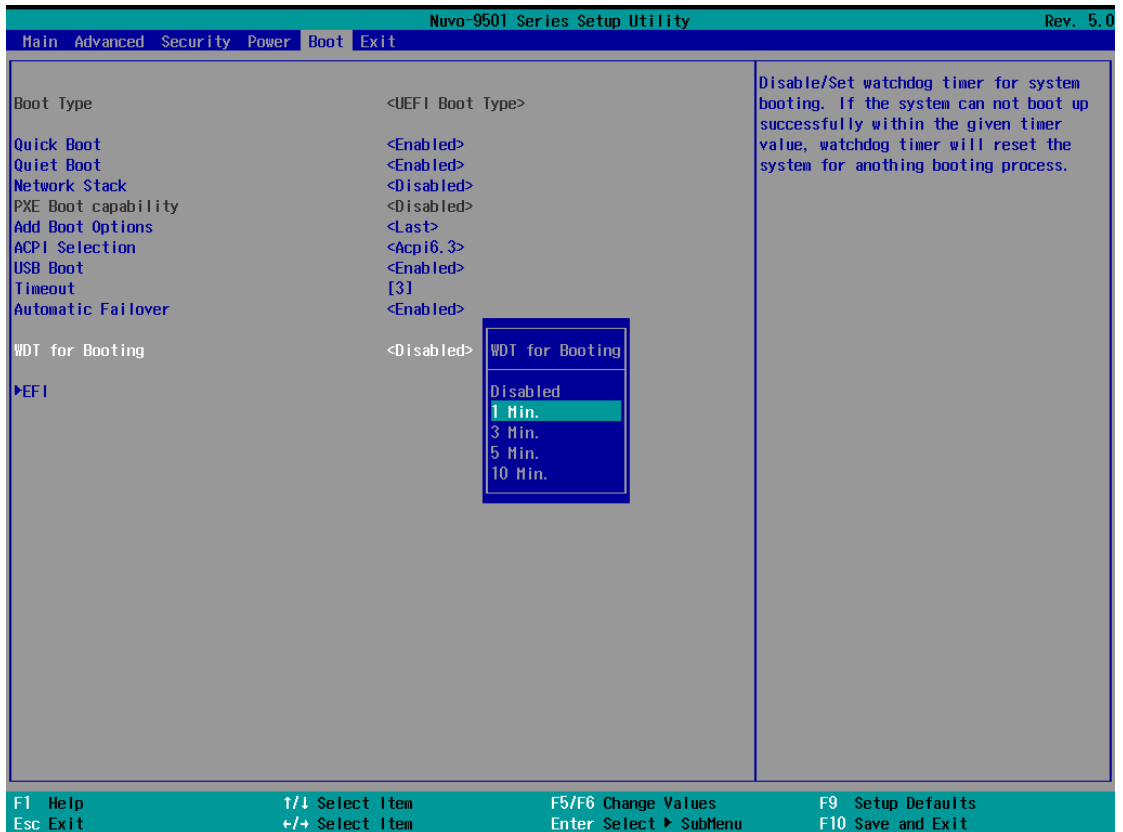 Nuvo-9501 Series Setup Utility Rev. 5.0
Main Advanced Security Power Boot Exit
Boot Type <UEFI Boot Type>
Quick Boot <Enabled>
Quiet Boot <Enabled>
Network Stack <Disabled>
PXE Boot capability <Disabled>
Add Boot Options <Last>
ACPI Selection <Acpi6.3>
USB Boot <Enabled>
Timeout [3]
Automatic Failover <Enabled>
WDT for Booting <Disabled>
▶EFI
WDT for Booting
Disabled
1 Min.
3 Min.
5 Min.
10 Min.
Disable/Set watchdog timer for system
booting. If the system can not boot up
successfully within the given timer
value, watchdog timer will reset the
system for anothing booting process.
F1 Help ↑/↓ Select Item F5/F6 Change Values F9 Setup Defaults
Esc Exit ←/→ Select Item Enter Select ▶ SubMenu F10 Save and Exit